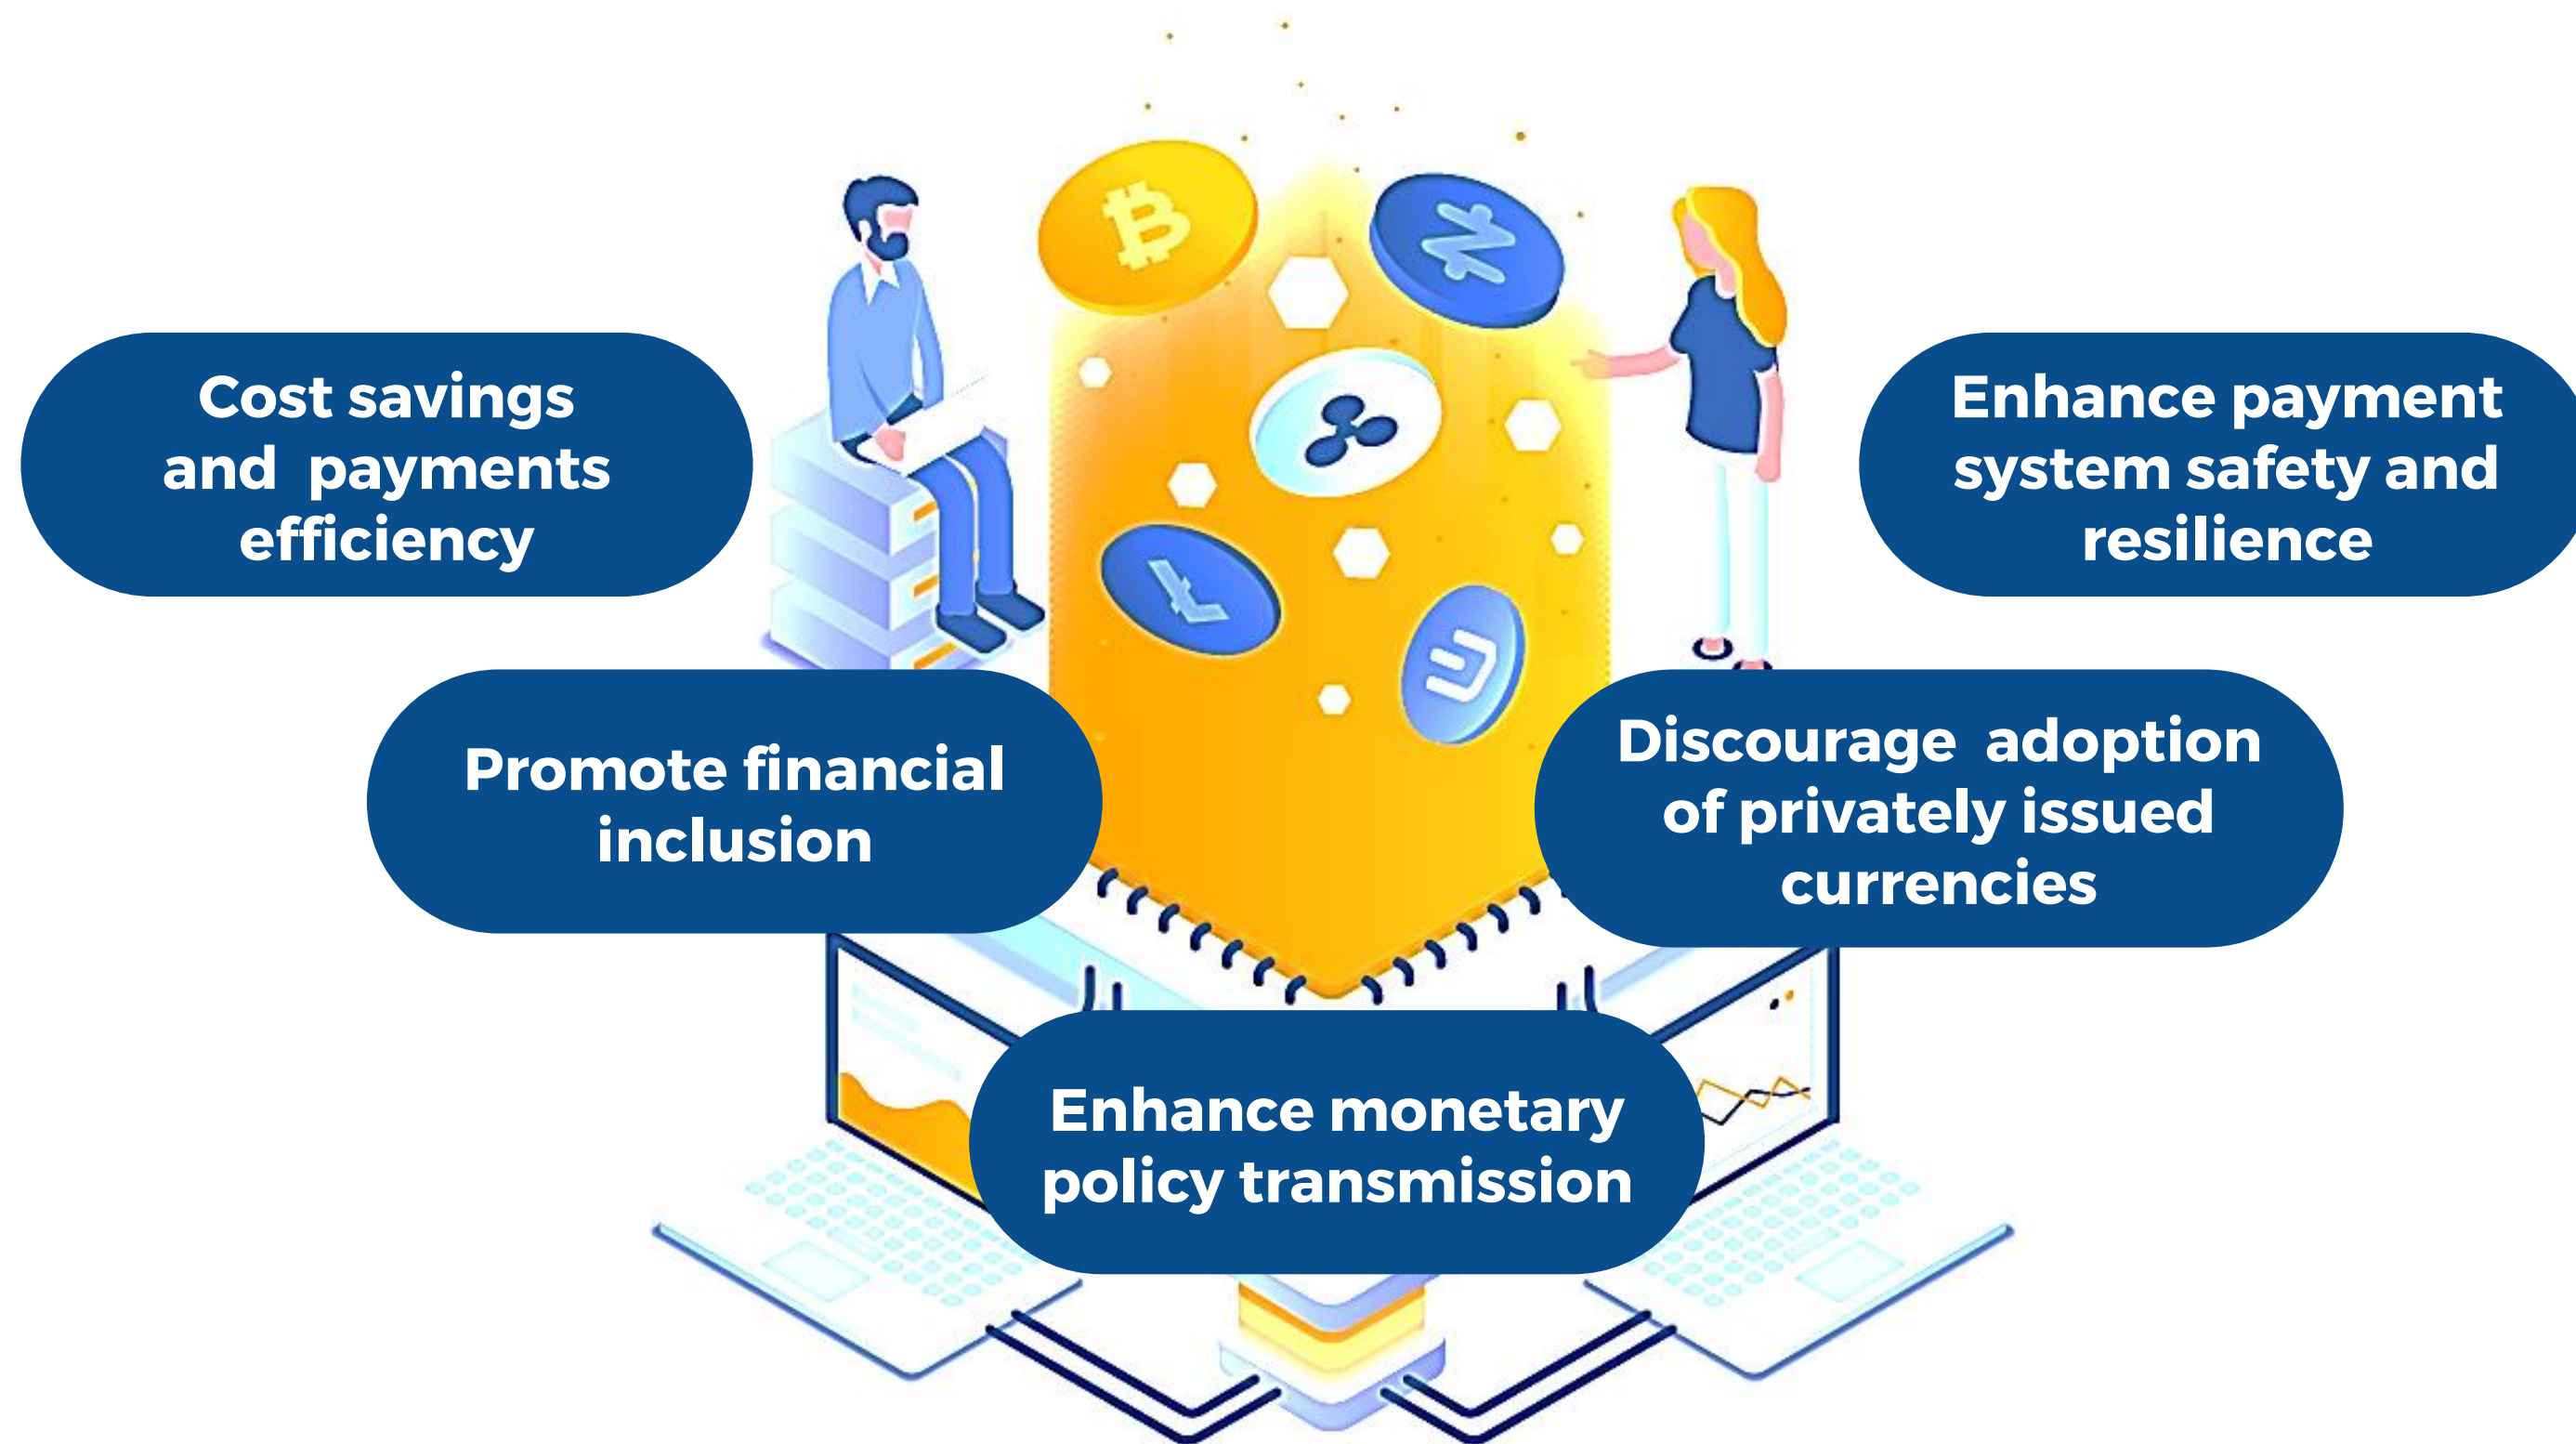 Cost savings
and  payments
efficiency
Enhance payment
system safety and
resilience
Promote financial
inclusion
Discourage  adoption
of privately issued
currencies
Enhance monetary
policy transmission